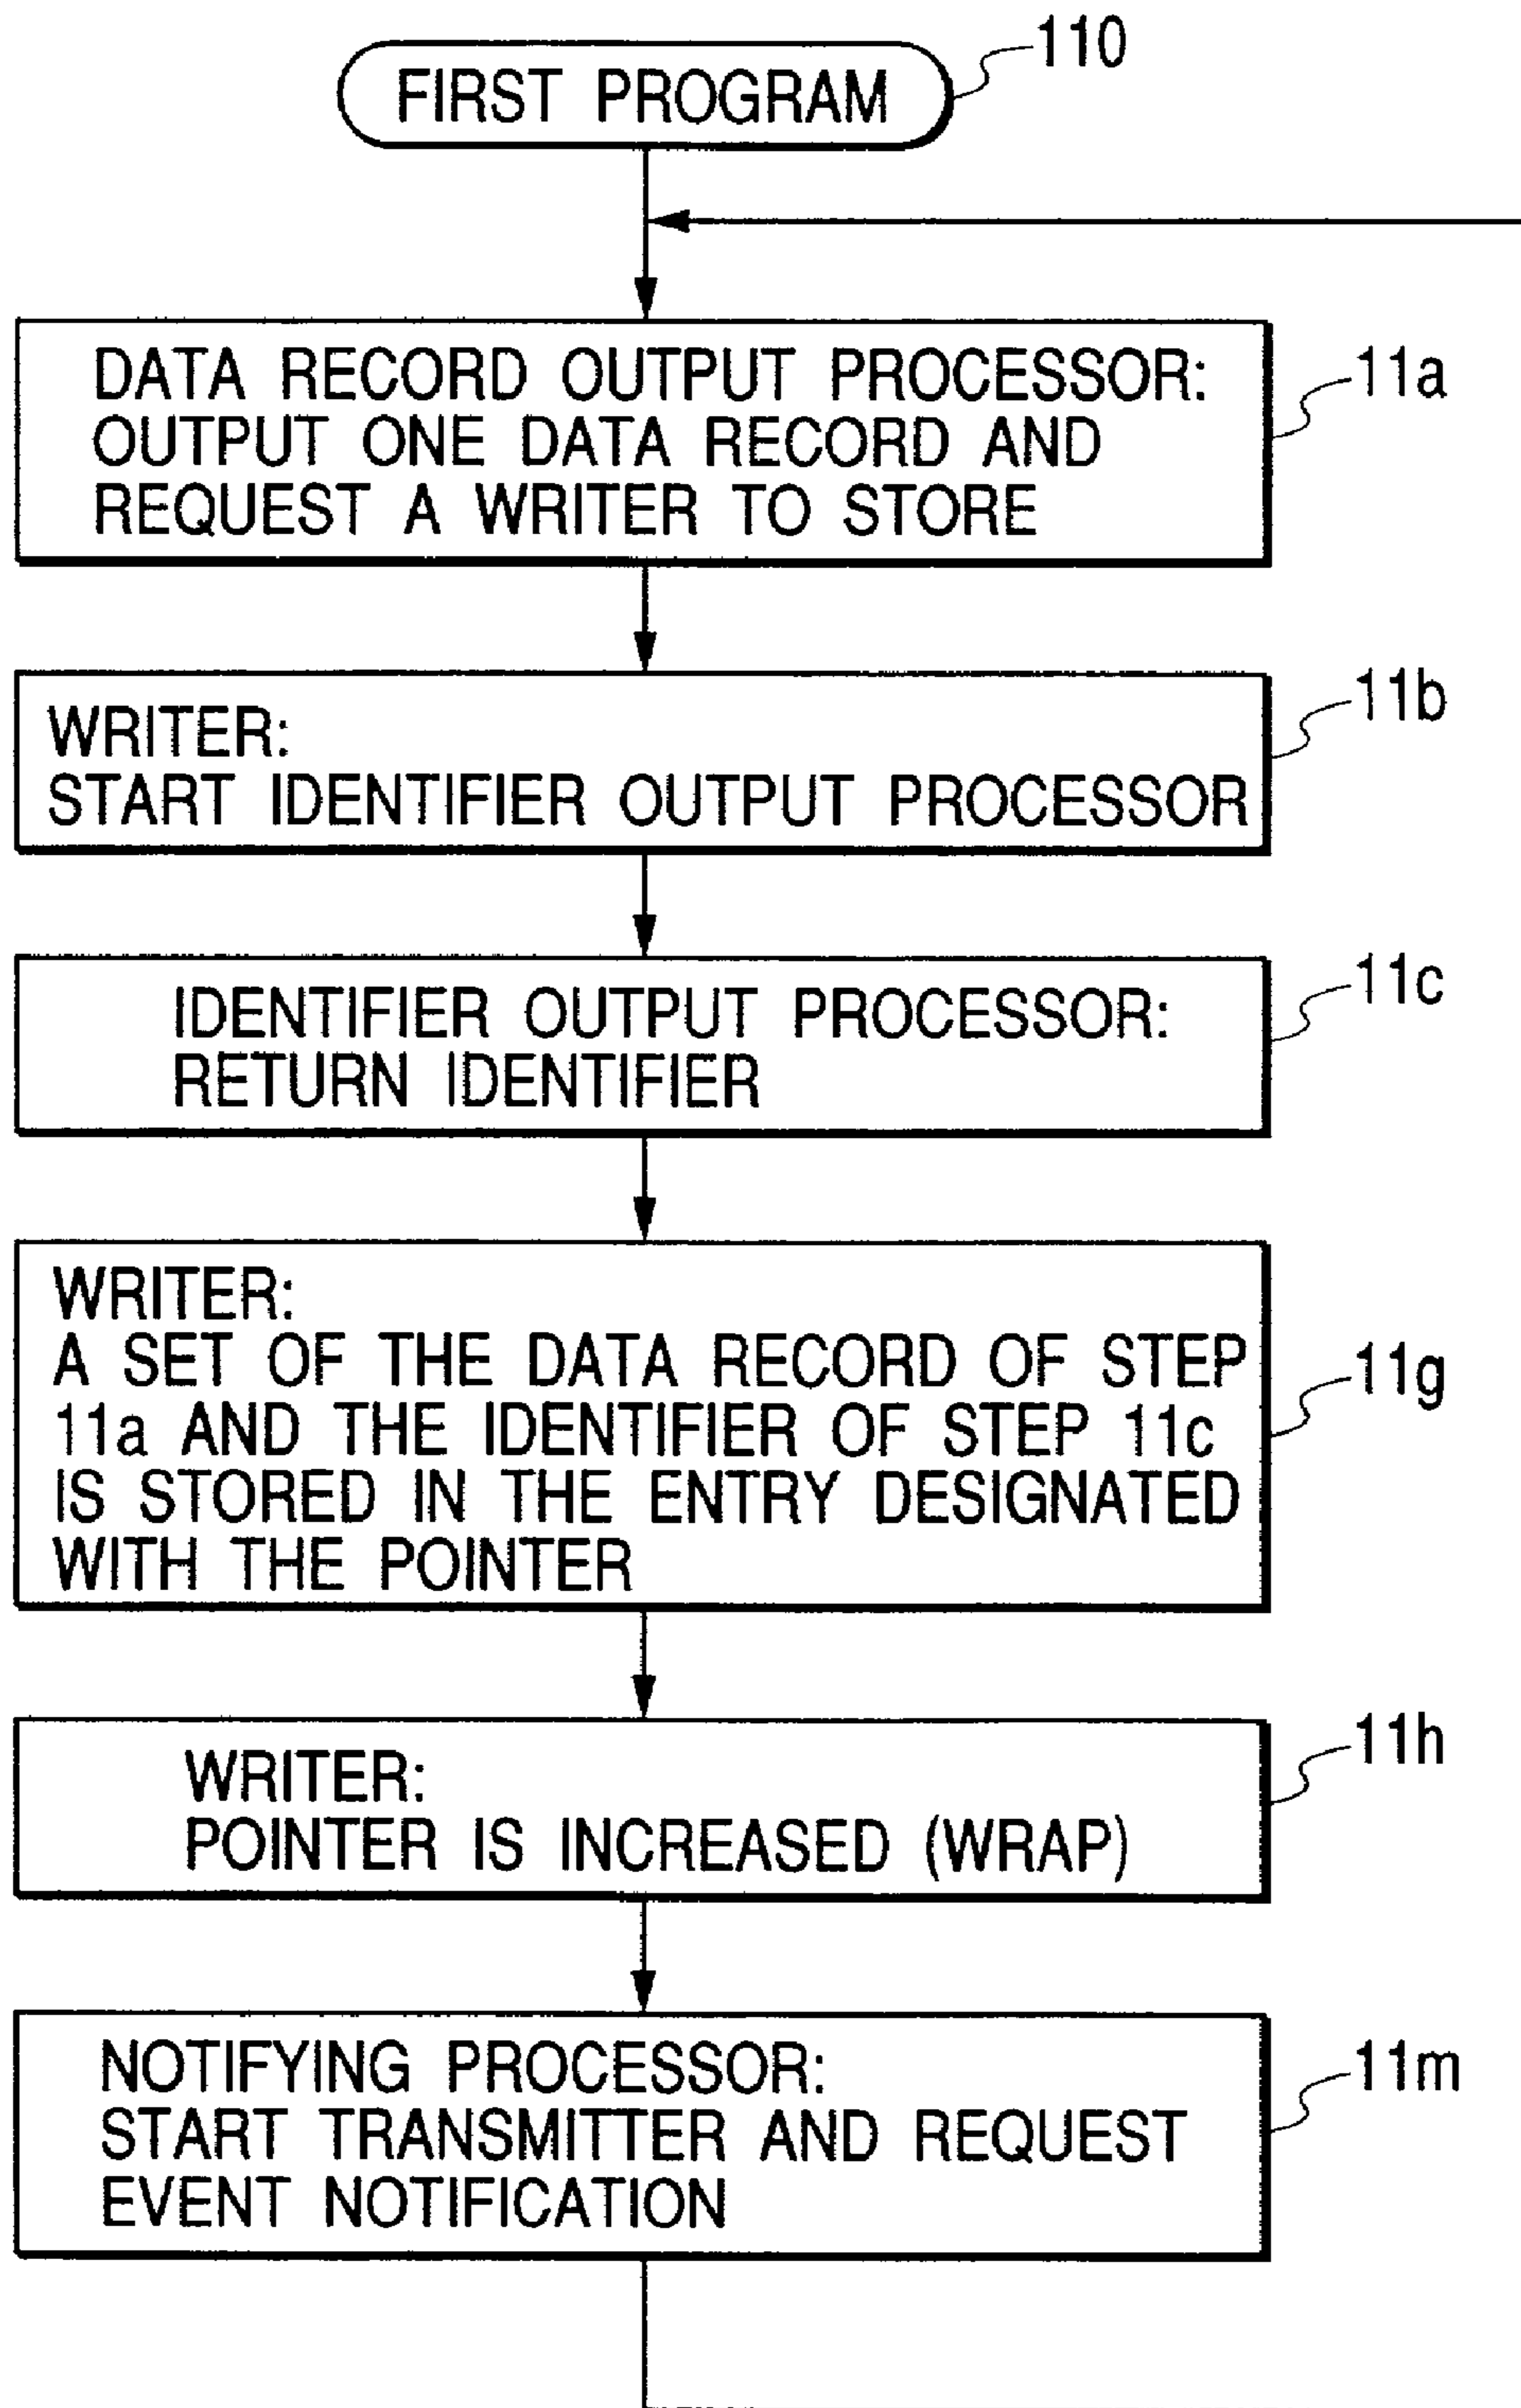 110
FIRST PROGRAM
DATA RECORD OUTPUT PROCESSOR:
OUTPUT ONE DATA RECORD AND
REQUEST A WRITER TO STORE
11a
WRITER:
START IDENTIFIER OUTPUT PROCESSOR
11b
IDENTIFIER OUTPUT PROCESSOR:
RETURN IDENTIFIER
11c
WRITER:
A SET OF THE DATA RECORD OF STEP
11a AND THE IDENTIFIER OF STEP 11c
IS STORED IN THE ENTRY DESIGNATED
WITH THE POINTER
11g
WRITER:
POINTER IS INCREASED (WRAP)
11h
NOTIFYING PROCESSOR:
START TRANSMITTER AND REQUEST
EVENT NOTIFICATION
11m